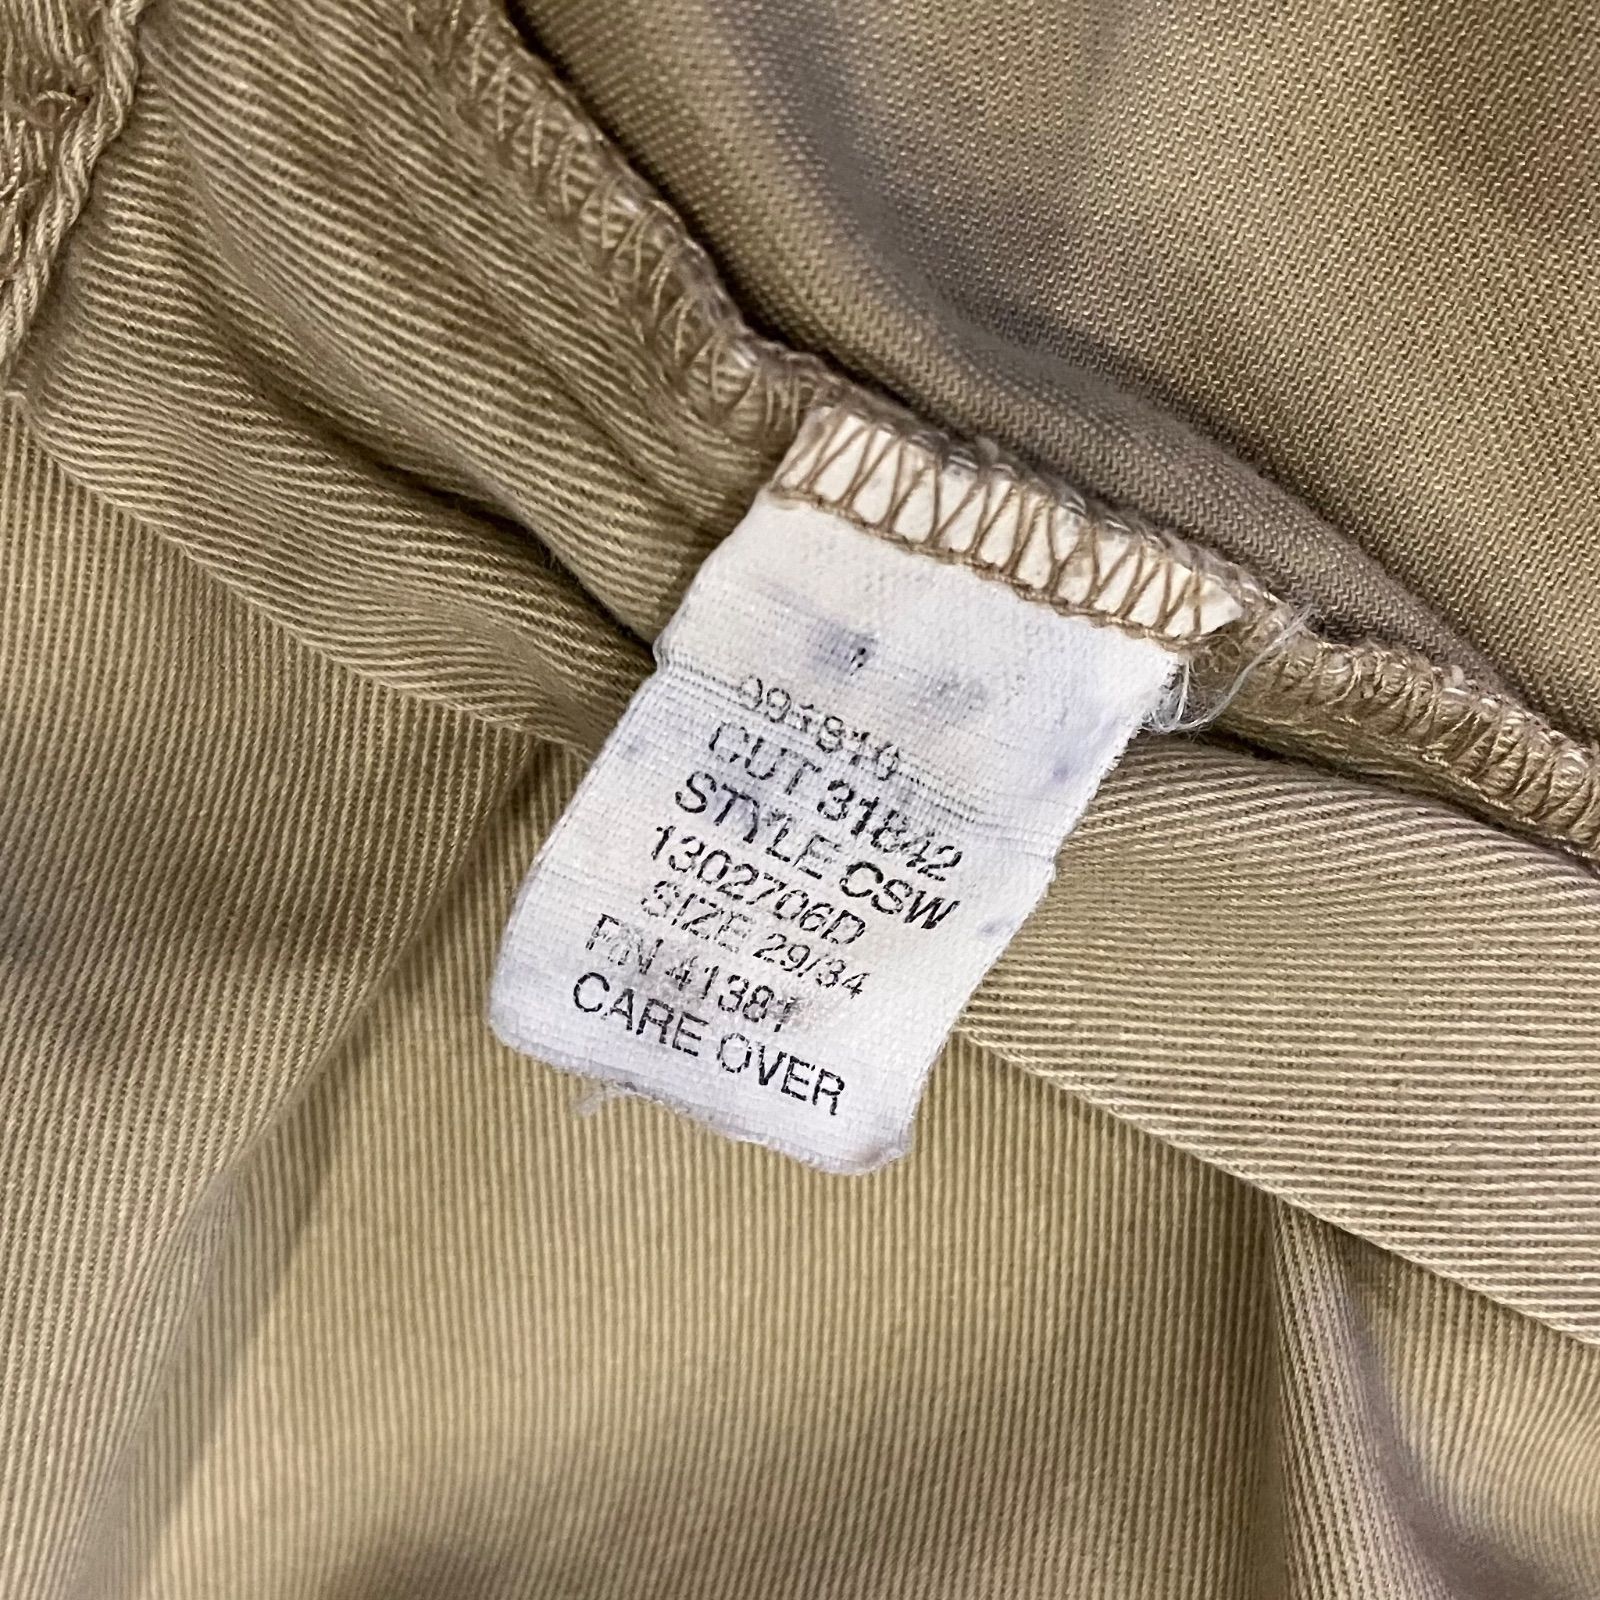 CUT 31842
STYLE CSW
1302706D
SIZE 29/34
RN 41381
CARE OVER